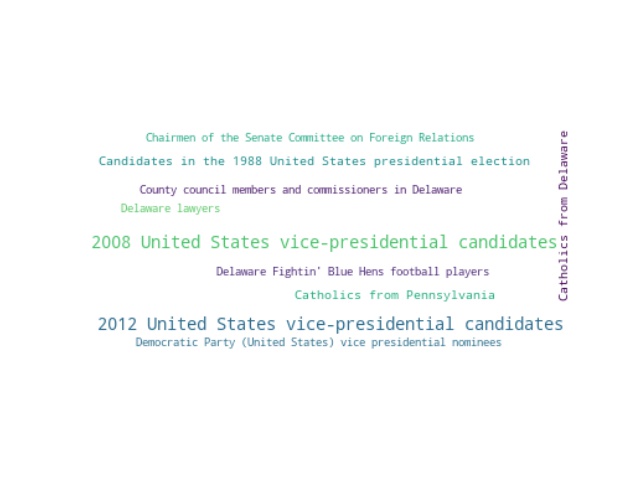 Chairmen of the Senate Committee on Foreign Relations
Candidates in the 1988 United States presidential election
County council members and commissioners in Delaware
Delaware lawyers
2008 United States vice-presidential candidates
Delaware Fightin' Blue Hens football players
Catholics from Pennsylvania
2012 United States vice-presidential candidates
Democratic Party (United States) vice presidential nominees
Catholics from Delaware